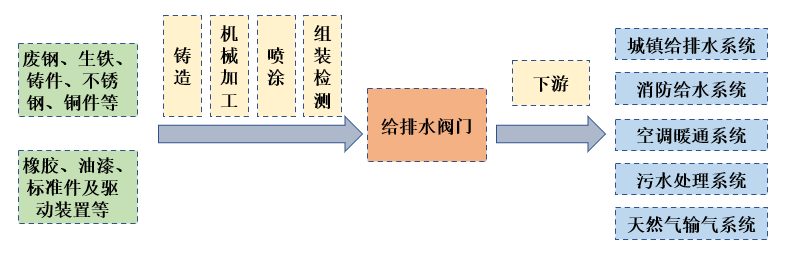 废钢、生铁、
铸件、不锈
钢、铜件等
橡胶、油漆、
标准件及驱
动装置等
铸造
机械加工
喷涂
组装检测
给排水阀门
下游
城镇给排水系统
消防给水系统
空调暖通系统
污水处理系统
天然气输气系统